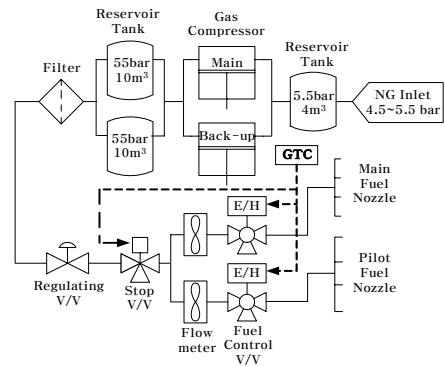 Reservoir
Tank
Gas
Compressor
Reservoir
Tank
Filter
55bar
10m³
Main
5.5bar
4m³
NG Inlet
4.5~5.5 bar
55bar
10m³
Back-up
GTC
E/H
Main
Fuel
Nozzle
E/H
Pilot
Fuel
Nozzle
Regulating
V/V
Stop
V/V
Flow
meter
Fuel
Control
V/V